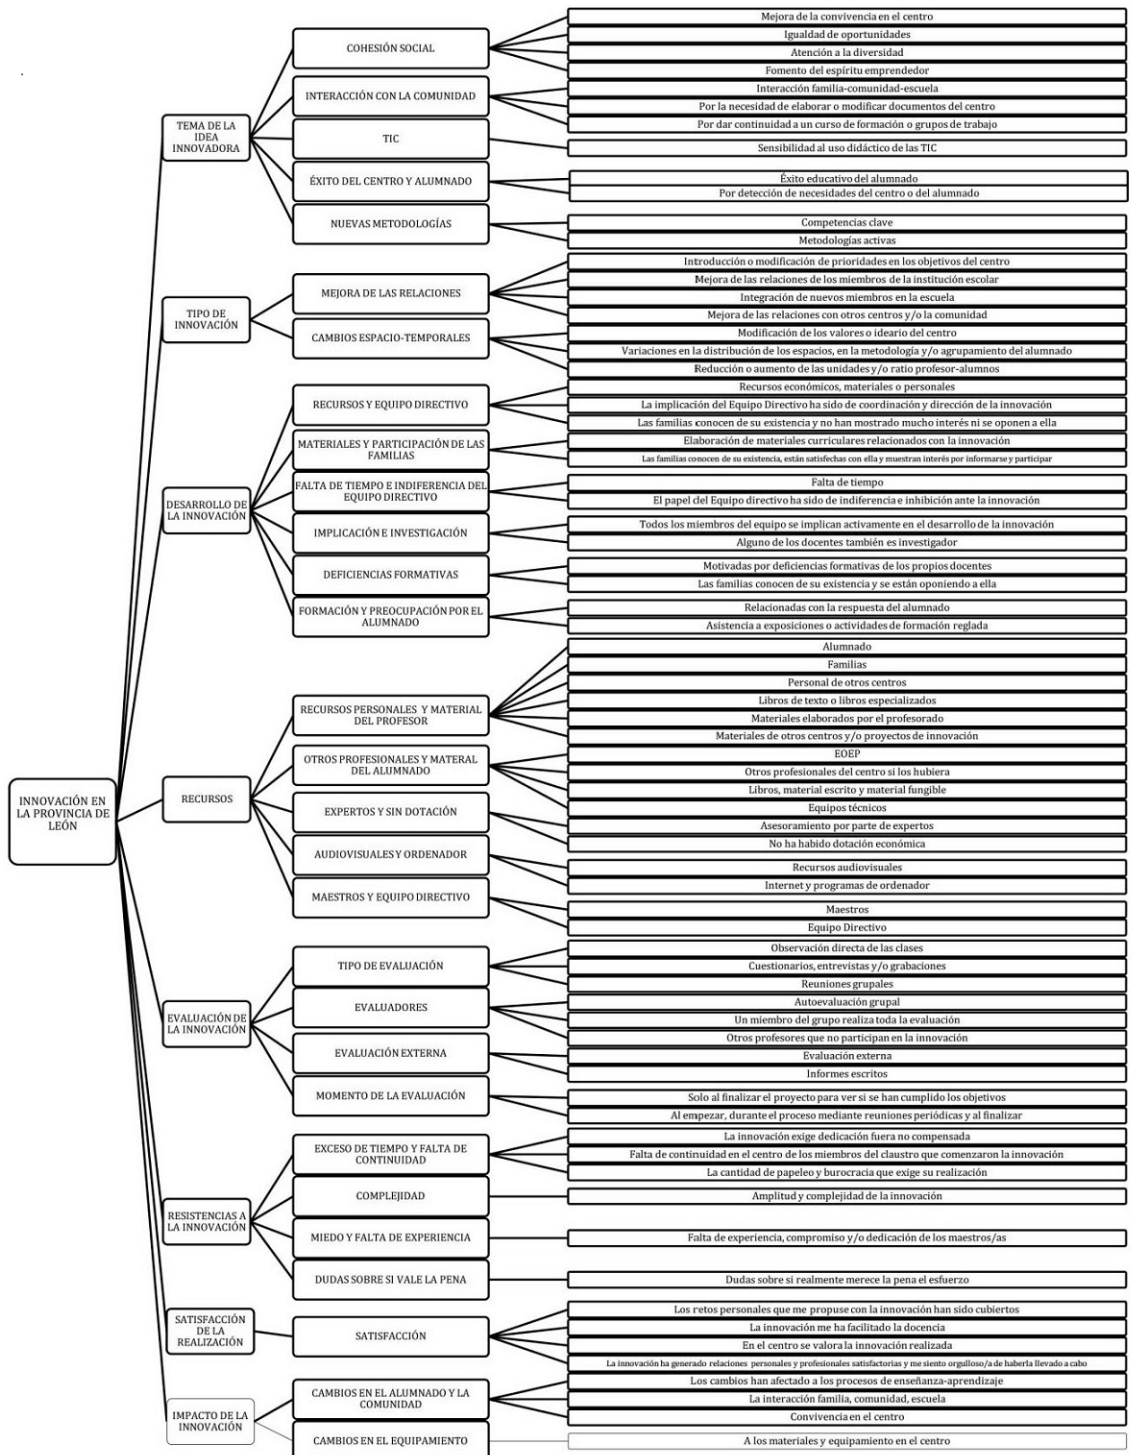 INNOVACIÓN EN
LA PROVINCIA DE
LEÓN
TEMA DE LA
IDEA
INNOVADORA
COHESIÓN SOCIAL
Mejora de la convivencia en el centro
Igualdad de oportunidades
Atención a la diversidad
Fomento del espíritu emprendedor
INTERACCIÓN CON LA COMUNIDAD
Interacción familia-comunidad-escuela
Por la necesidad de elaborar o modificar documentos del centro
Por dar continuidad a un curso de formación o grupos de trabajo
TIC
Sensibilidad al uso didáctico de las TIC
ÉXITO DEL CENTRO Y ALUMNADO
Éxito educativo del alumnado
Por detección de necesidades del centro o del alumnado
NUEVAS METODOLOGÍAS
Competencias clave
Metodologías activas
TIPO DE
INNOVACIÓN
MEJORA DE LAS RELACIONES
Introducción o modificación de prioridades en los objetivos del centro
Mejora de las relaciones de los miembros de la institución escolar
Integración de nuevos miembros en la escuela
Mejora de las relaciones con otros centros y/o la comunidad
CAMBIOS ESPACIO-TEMPORALES
Modificación de los valores o ideario del centro
Variaciones en la distribución de los espacios, en la metodología y/o agrupamiento del alumnado
Reducción o aumento de las unidades y/o ratio profesor-alumnos
DESARROLLO DE
LA INNOVACIÓN
RECURSOS Y EQUIPO DIRECTIVO
Recursos económicos, materiales o personales
La implicación del Equipo Directivo ha sido de coordinación y dirección de la innovación
Las familias conocen de su existencia y no han mostrado mucho interés ni se oponen a ella
MATERIALES Y PARTICIPACIÓN DE LAS
FAMILIAS
Elaboración de materiales curriculares relacionados con la innovación
Las familias conocen de su existencia, están satisfechas con ella y muestran interés por informarse y participar
FALTA DE TIEMPO E INDIFERENCIA DEL
EQUIPO DIRECTIVO
Falta de tiempo
El papel del Equipo directivo ha sido de indiferencia e inhibición ante la innovación
IMPLICACIÓN E INVESTIGACIÓN
Todos los miembros del equipo se implican activamente en el desarrollo de la innovación
Alguno de los docentes también es investigador
DEFICIENCIAS FORMATIVAS
Motivadas por deficiencias formativas de los propios docentes
Las familias conocen de su existencia y se están oponiendo a ella
FORMACIÓN Y PREOCUPACIÓN POR EL
ALUMNADO
Relacionadas con la respuesta del alumnado
Asistencia a exposiciones o actividades de formación reglada
RECURSOS
RECURSOS PERSONALES Y MATERIAL
DEL PROFESOR
Alumnado
Familias
Personal de otros centros
Libros de texto o libros especializados
Materiales elaborados por el profesorado
Materiales de otros centros y/o proyectos de innovación
OTROS PROFESIONALES Y MATERAL
DEL ALUMNADO
EOEP
Otros profesionales del centro si los hubiera
Libros, material escrito y material fungible
Equipos técnicos
EXPERTOS Y SIN DOTACIÓN
Asesoramiento por parte de expertos
No ha habido dotación económica
AUDIOVISUALES Y ORDENADOR
Recursos audiovisuales
Internet y programas de ordenador
MAESTROS Y EQUIPO DIRECTIVO
Maestros
Equipo Directivo
EVALUACIÓN DE
LA INNOVACIÓN
TIPO DE EVALUACIÓN
Observación directa de las clases
Cuestionarios, entrevistas y/o grabaciones
Reuniones grupales
EVALUADORES
Autoevaluación grupal
Un miembro del grupo realiza toda la evaluación
Otros profesores que no participan en la innovación
EVALUACIÓN EXTERNA
Evaluación externa
Informes escritos
MOMENTO DE LA EVALUACIÓN
Solo al finalizar el proyecto para ver si se han cumplido los objetivos
Al empezar, durante el proceso mediante reuniones periódicas y al finalizar
RESISTENCIAS A
LA INNOVACIÓN
EXCESO DE TIEMPO Y FALTA DE
CONTINUIDAD
La innovación exige dedicación fuera no compensada
Falta de continuidad en el centro de los miembros del claustro que comenzaron la innovación
La cantidad de papeleo y burocracia que exige su realización
COMPLEJIDAD
Amplitud y complejidad de la innovación
MIEDO Y FALTA DE EXPERIENCIA
Falta de experiencia, compromiso y/o dedicación de los maestros/as
DUDAS SOBRE SI VALE LA PENA
Dudas sobre si realmente merece la pena el esfuerzo
SATISFACCIÓN
DE LA
REALIZACIÓN
SATISFACCIÓN
Los retos personales que me propuse con la innovación han sido cubiertos
La innovación me ha facilitado la docencia
En el centro se valora la innovación realizada
La innovación ha generado relaciones personales y profesionales satisfactorias y me siento orgulloso/a de haberla llevado a cabo
IMPACTO DE LA
INNOVACIÓN
CAMBIOS EN EL ALUMNADO Y LA
COMUNIDAD
Los cambios han afectado a los procesos de enseñanza-aprendizaje
La interacción familia, comunidad, escuela
Convivencia en el centro
CAMBIOS EN EL EQUIPAMIENTO
A los materiales y equipamiento en el centro